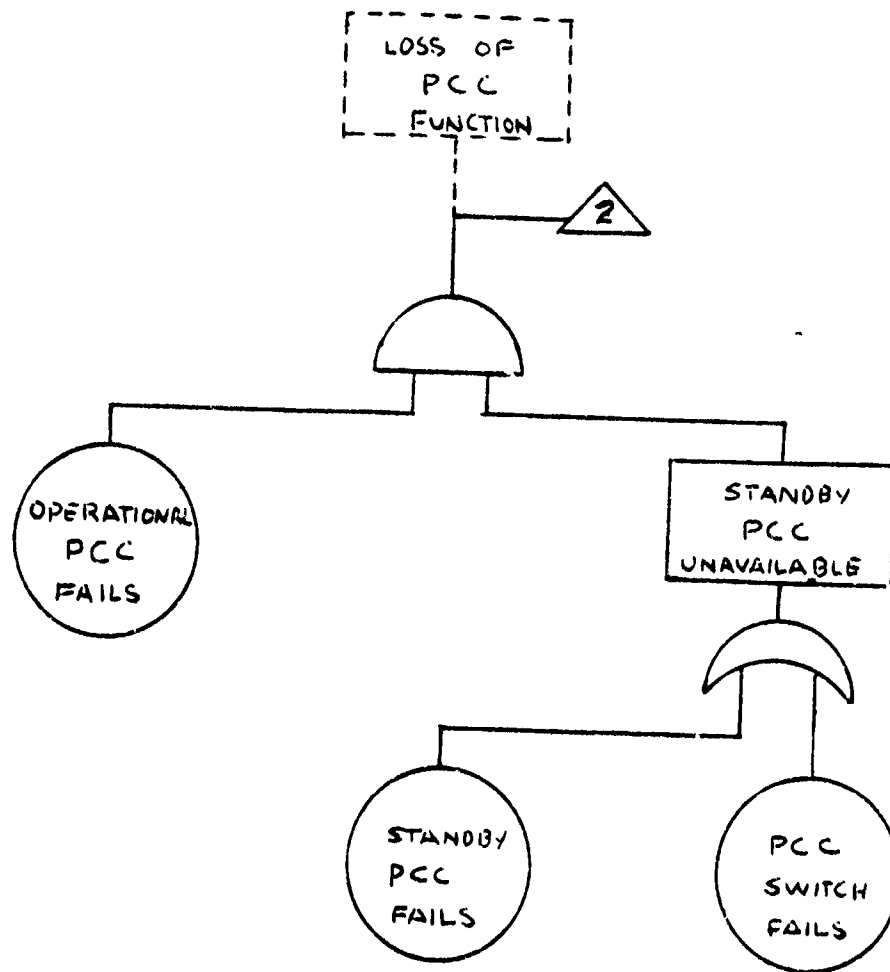 LOSS OF
PCC
FUNCTION
2
OPERATIONAL
PCC
FAILS
STANDBY
PCC
UNAVAILABLE
STANDBY
PCC
FAILS
PCC
SWITCH
FAILS